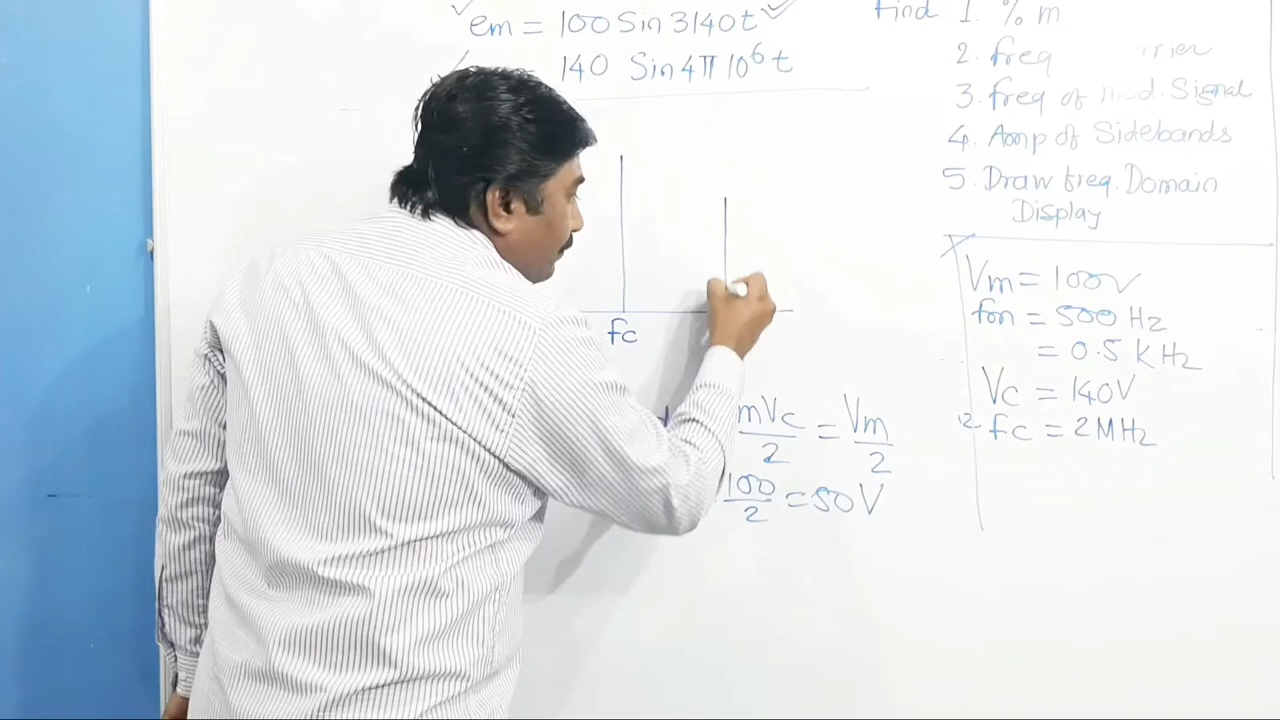 em = 100 Sin 3140t
140 Sin 4π 10⁶ t
Find 1. % m
2. freq
3. freq of Mod. Signal
4. Amp of Sidebands
5. Draw freq. Domain
Display
fc
mVc/2 = Vm/2
100/2 = 50V
Vm = 100V
fm = 500 Hz
= 0.5 KHz
Vc = 140V
2 fc = 2MHz